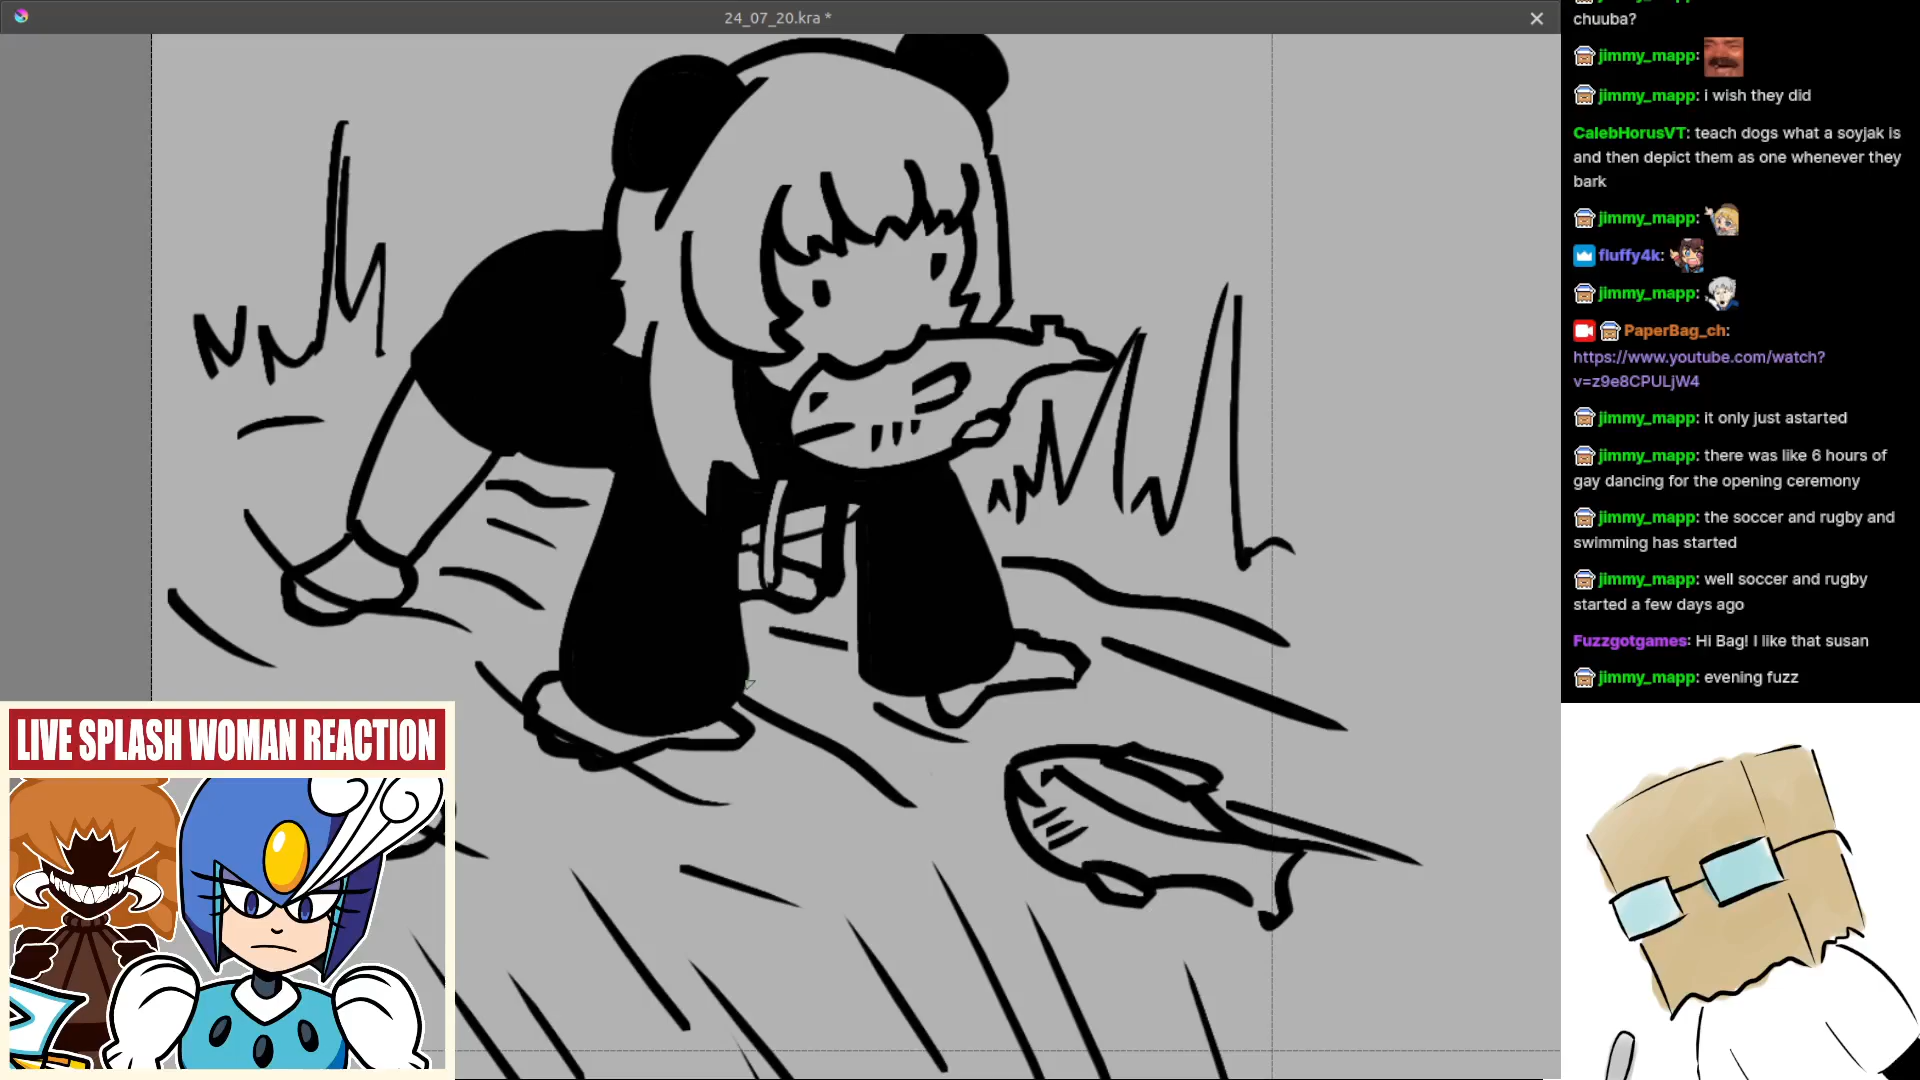 24_07_20.kra *
chuuba?
jimmy_mapp:
jimmy_mapp: i wish they did
CalebHorusVT: teach dogs what a soyjak is
and then depict them as one whenever they
bark
jimmy_mapp:
fluffy4k:
jimmy_mapp:
PaperBag_ch:
https://www.youtube.com/watch?
v=z9e8CPULjW4
jimmy_mapp: it only just astarted
jimmy_mapp: there was like 6 hours of
gay dancing for the opening ceremony
jimmy_mapp: the soccer and rugby and
swimming has started
jimmy_mapp: well soccer and rugby
started a few days ago
Fuzzgotgames: Hi Bag! I like that susan
jimmy_mapp: evening fuzz
LIVE SPLASH WOMAN REACTION